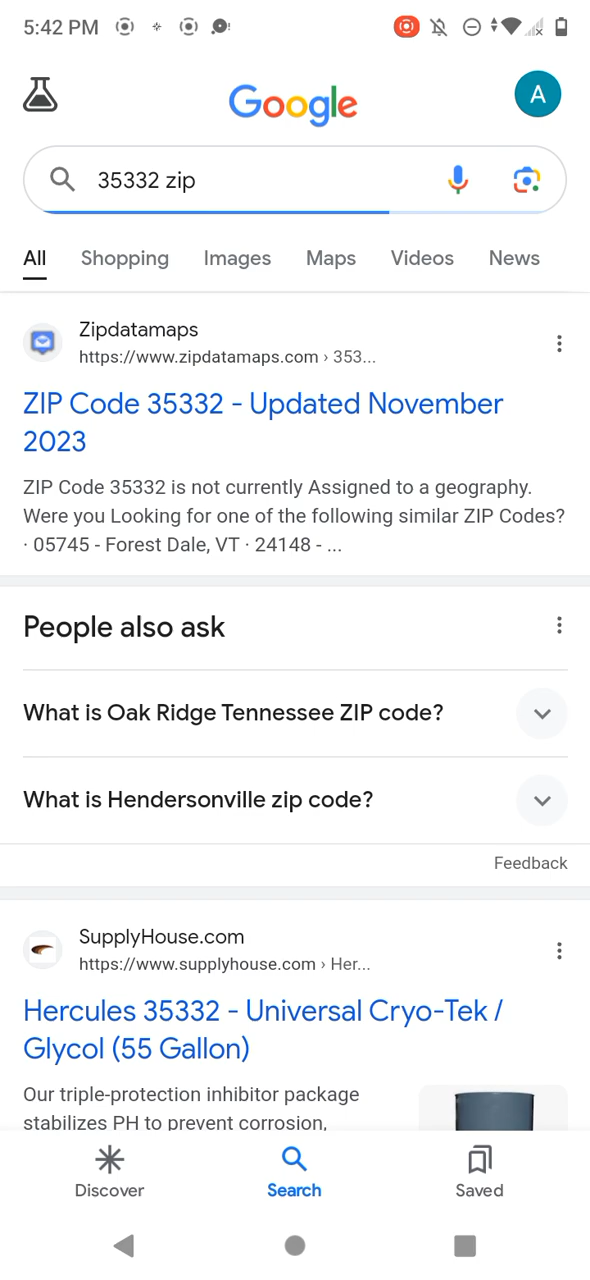 5:42 PM
Google
A
35332 zip
All Shopping Images Maps Videos News
Zipdatamaps
https://www.zipdatamaps.com › 353...
ZIP Code 35332 - Updated November
2023
ZIP Code 35332 is not currently Assigned to a geography.
Were you Looking for one of the following similar ZIP Codes?
· 05745 - Forest Dale, VT · 24148 - ...
People also ask
What is Oak Ridge Tennessee ZIP code?
What is Hendersonville zip code?
Feedback
SupplyHouse.com
https://www.supplyhouse.com › Her...
Hercules 35332 - Universal Cryo-Tek /
Glycol (55 Gallon)
Our triple-protection inhibitor package
stabilizes PH to prevent corrosion,
Discover Search Saved